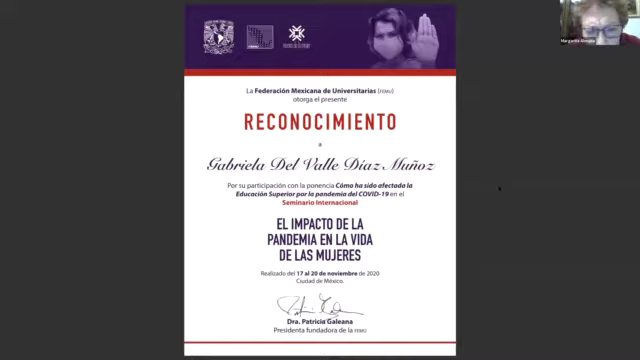 La Federación Mexicana de Universitarias (FEMU)
otorga el presente
RECONOCIMIENTO
a
Gabriela Del Valle Díaz Muñoz
Por su participación con la ponencia Cómo ha sido afectada la
Educación Superior por la pandemia del COVID-19 en el
Seminario Internacional
EL IMPACTO DE LA
PANDEMIA EN LA VIDA
DE LAS MUJERES
Realizado del 17 al 20 de noviembre de 2020
Ciudad de México.
Dra. Patricia Galeana
Presidenta fundadora de la FEMU
Margarita Almada